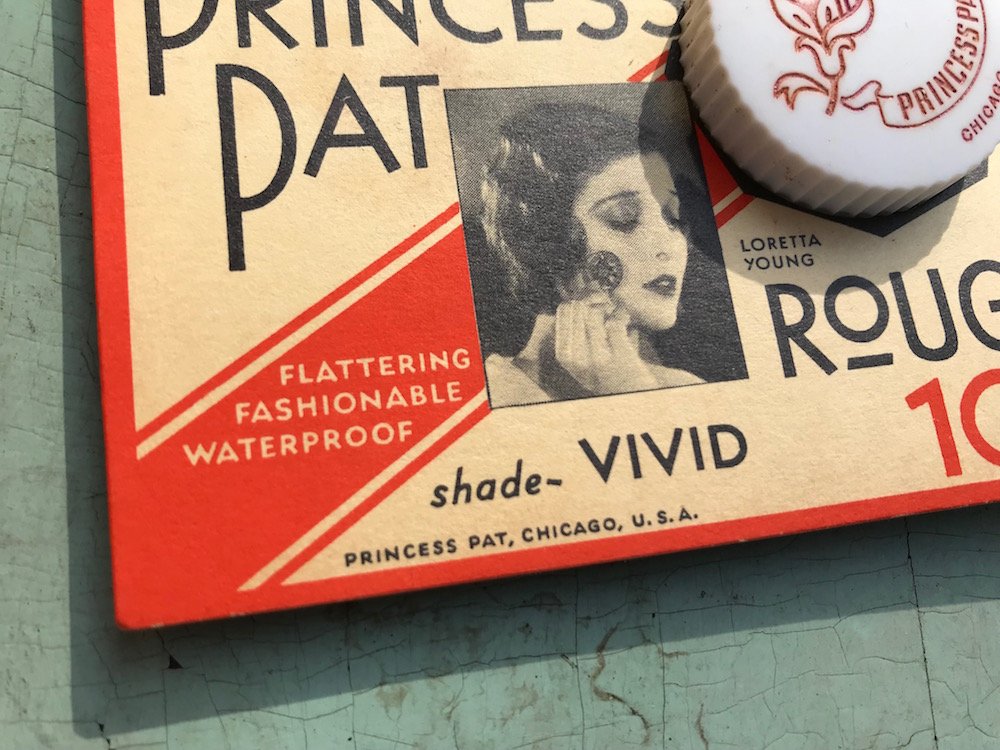 PRINCESS
PAT
PRINCESS PA
CHICAGO
LORETTA
YOUNG
ROUG
10
FLATTERING
FASHIONABLE
WATERPROOF
shade~ VIVID
PRINCESS PAT, CHICAGO, U.S.A.